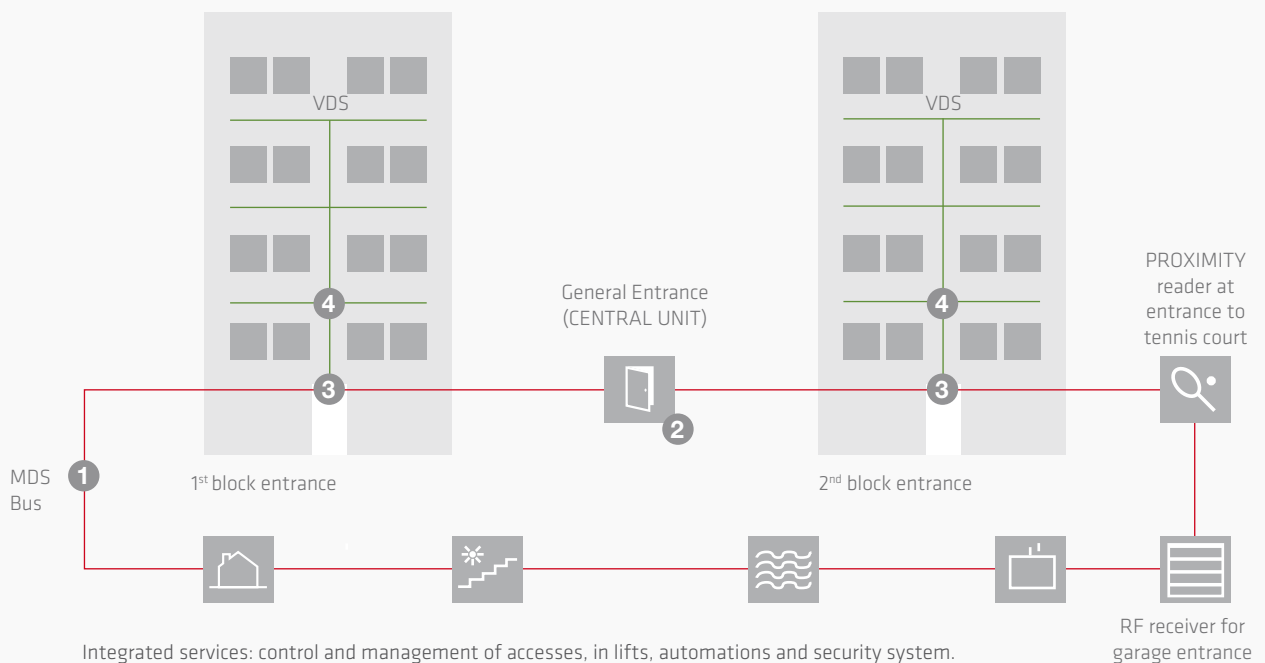 VDS
VDS
PROXIMITY
reader at
entrance to
tennis court
General Entrance
(CENTRAL UNIT)
4
4
3
3
2
MDS
Bus
1
1st block entrance
2nd block entrance
RF receiver for
garage entrance
Integrated services: control and management of accesses, in lifts, automations and security system.